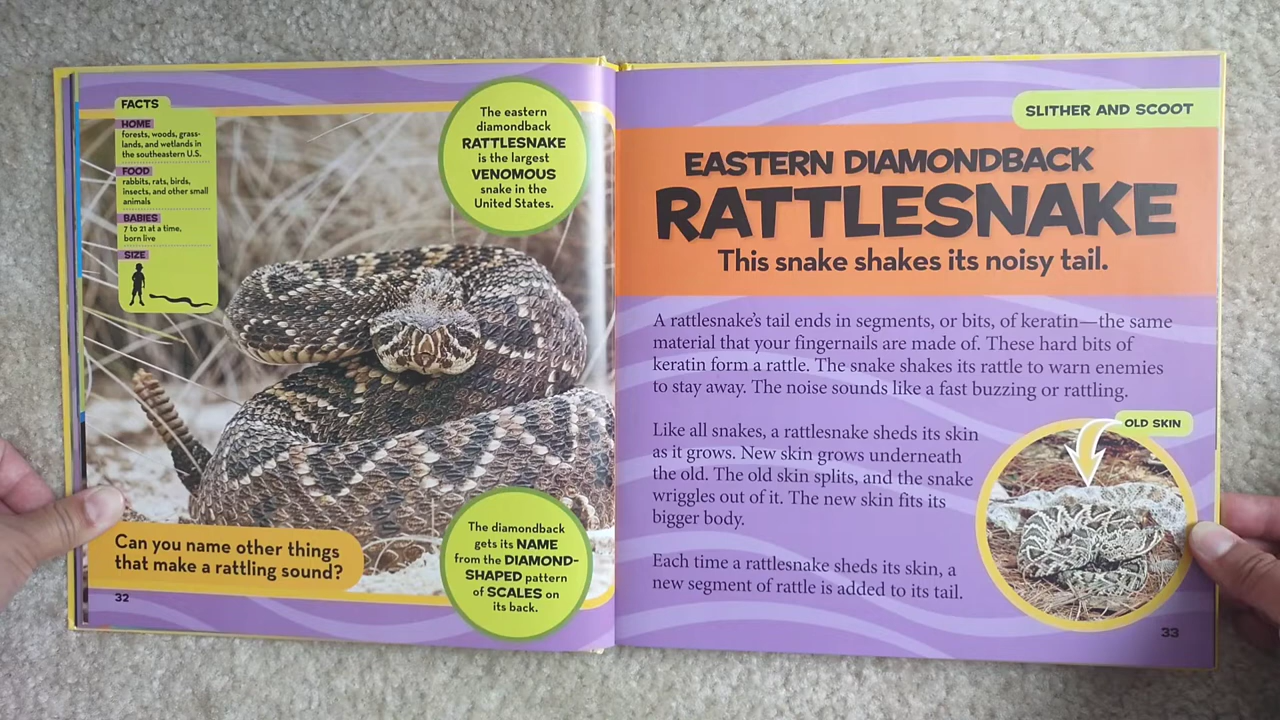 FACTS
HOME
forests, woods, grass-
lands, and wetlands in
the southeastern U.S.
FOOD
rabbits, rats, birds,
insects, and other small
animals
BABIES
7 to 21 at a time,
born live
SIZE
The eastern
diamondback
RATTLESNAKE
is the largest
VENOMOUS
snake in the
United States.
Can you name other things
that make a rattling sound?
The diamondback
gets its NAME
from the DIAMOND-
SHAPED pattern
of SCALES on
its back.
32
SLITHER AND SCOOT
EASTERN DIAMONDBACK
RATTLESNAKE
This snake shakes its noisy tail.
A rattlesnake’s tail ends in segments, or bits, of keratin—the same
material that your fingernails are made of. These hard bits of
keratin form a rattle. The snake shakes its rattle to warn enemies
to stay away. The noise sounds like a fast buzzing or rattling.
Like all snakes, a rattlesnake sheds its skin
as it grows. New skin grows underneath
the old. The old skin splits, and the snake
wriggles out of it. The new skin fits its
bigger body.
Each time a rattlesnake sheds its skin, a
new segment of rattle is added to its tail.
OLD SKIN
33